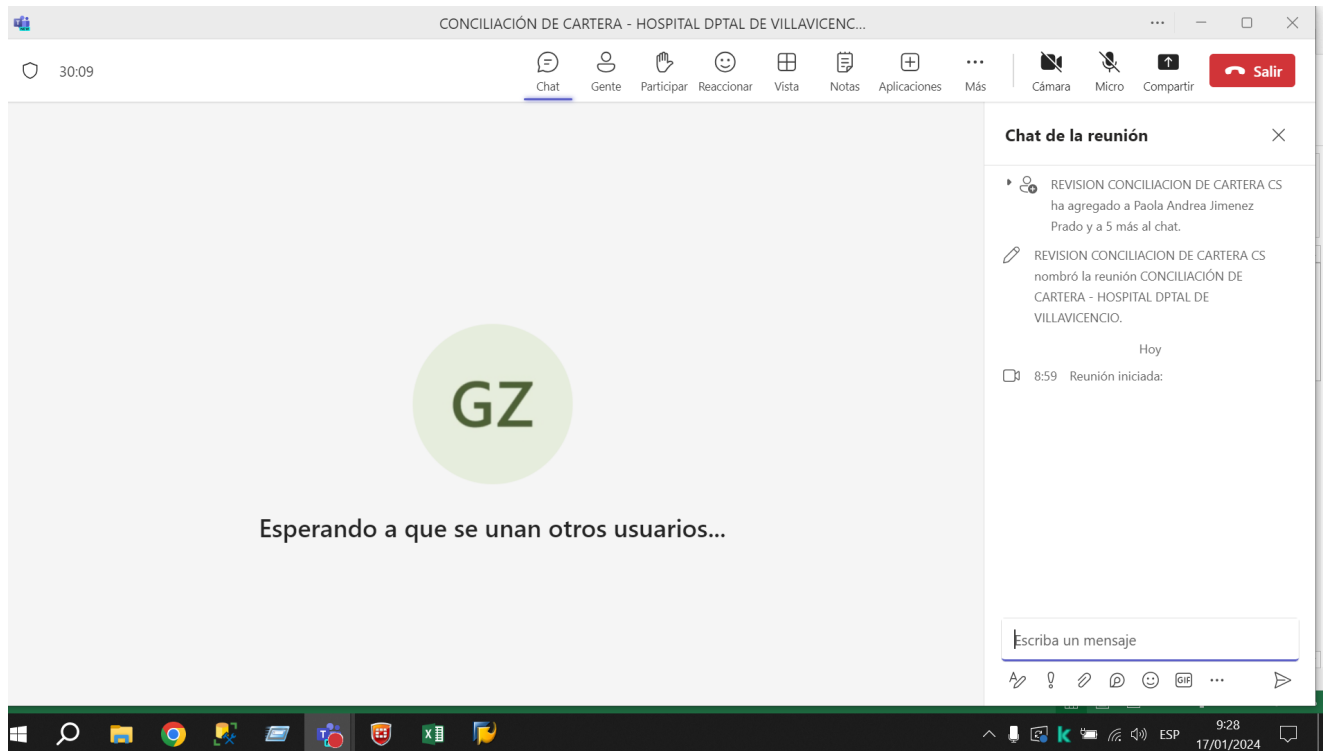 CONCILIACIÓN DE CARTERA - HOSPITAL DPTAL DE VILLAVICENC...
30:09
Chat
Gente
Participar
Reaccionar
Vista
Notas
Aplicaciones
Más
Cámara
Micro
Compartir
Salir
Chat de la reunión
REVISION CONCILIACION DE CARTERA CS
ha agregado a Paola Andrea Jimenez
Prado y a 5 más al chat.
REVISION CONCILIACION DE CARTERA CS
nombró la reunión CONCILIACIÓN DE
CARTERA - HOSPITAL DPTAL DE
VILLAVICENCIO.
Hoy
8:59 Reunión iniciada:
GZ
Esperando a que se unan otros usuarios...
Escriba un mensaje
GIF
ESP
9:28
17/01/2024